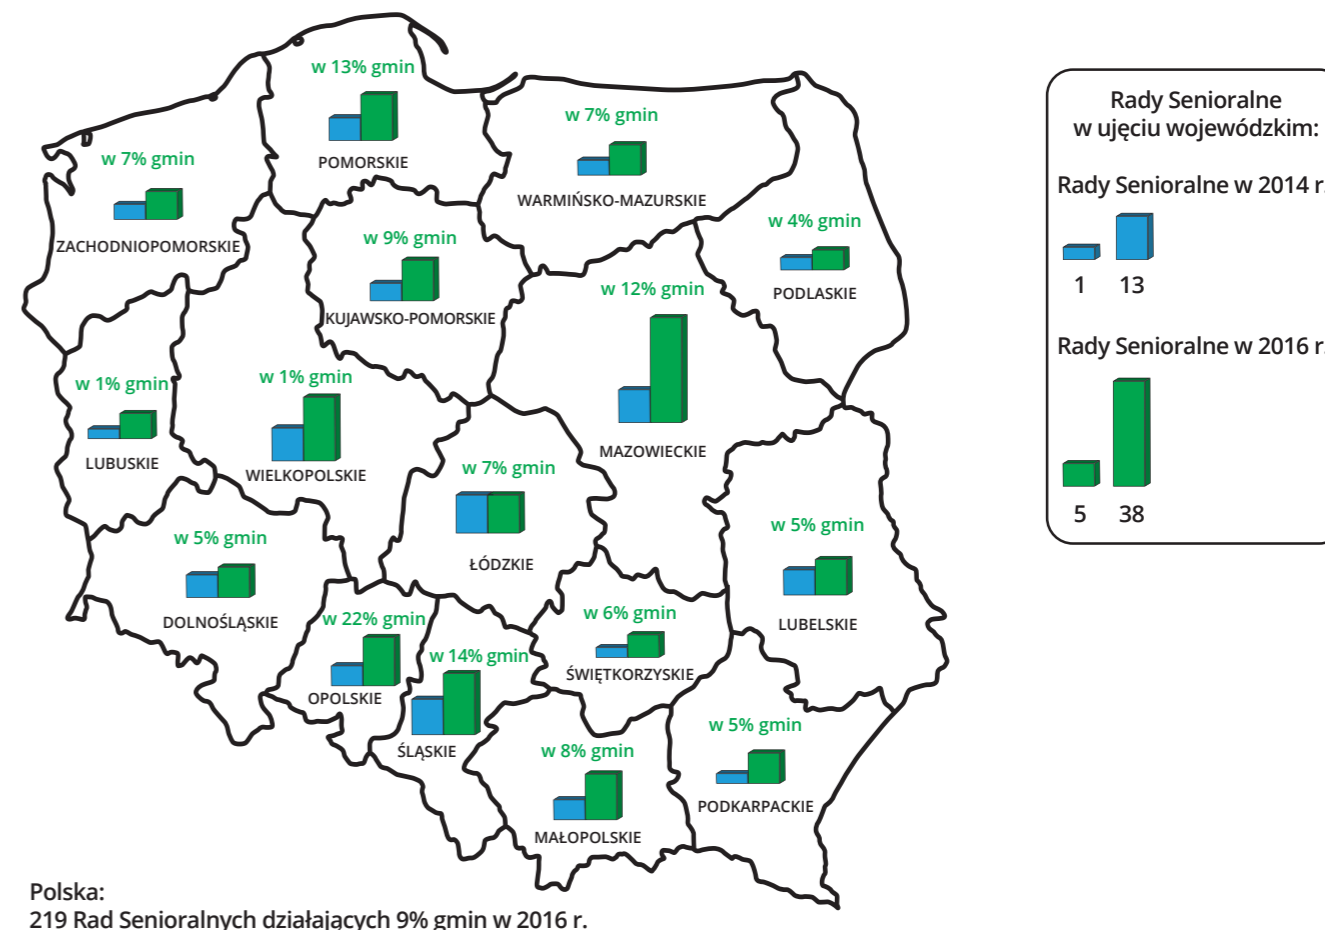 w 13% gmin
POMORSKIE
w 7% gmin
WARMIŃSKO-MAZURSKIE
w 7% gmin
ZACHODNIOPOMORSKIE
w 4% gmin
PODLASKIE
w 9% gmin
KUJAWSKO-POMORSKIE
w 12% gmin
MAZOWIECKIE
w 1% gmin
LUBUSKIE
w 1% gmin
WIELKOPOLSKIE
w 7% gmin
ŁÓDZKIE
w 5% gmin
DOLNOŚLĄSKIE
w 5% gmin
LUBELSKIE
w 22% gmin
OPOLSKIE
w 14% gmin
ŚLĄSKIE
w 6% gmin
ŚWIĘTKORZYSKIE
w 8% gmin
MAŁOPOLSKIE
w 5% gmin
PODKARPACKIE
Rady Senioralne
w ujęciu wojewódzkim:
Rady Senioralne w 2014 r.
1 13
Rady Senioralne w 2016 r.
5 38
Polska:
219 Rad Senioralnych działających 9% gmin w 2016 r.